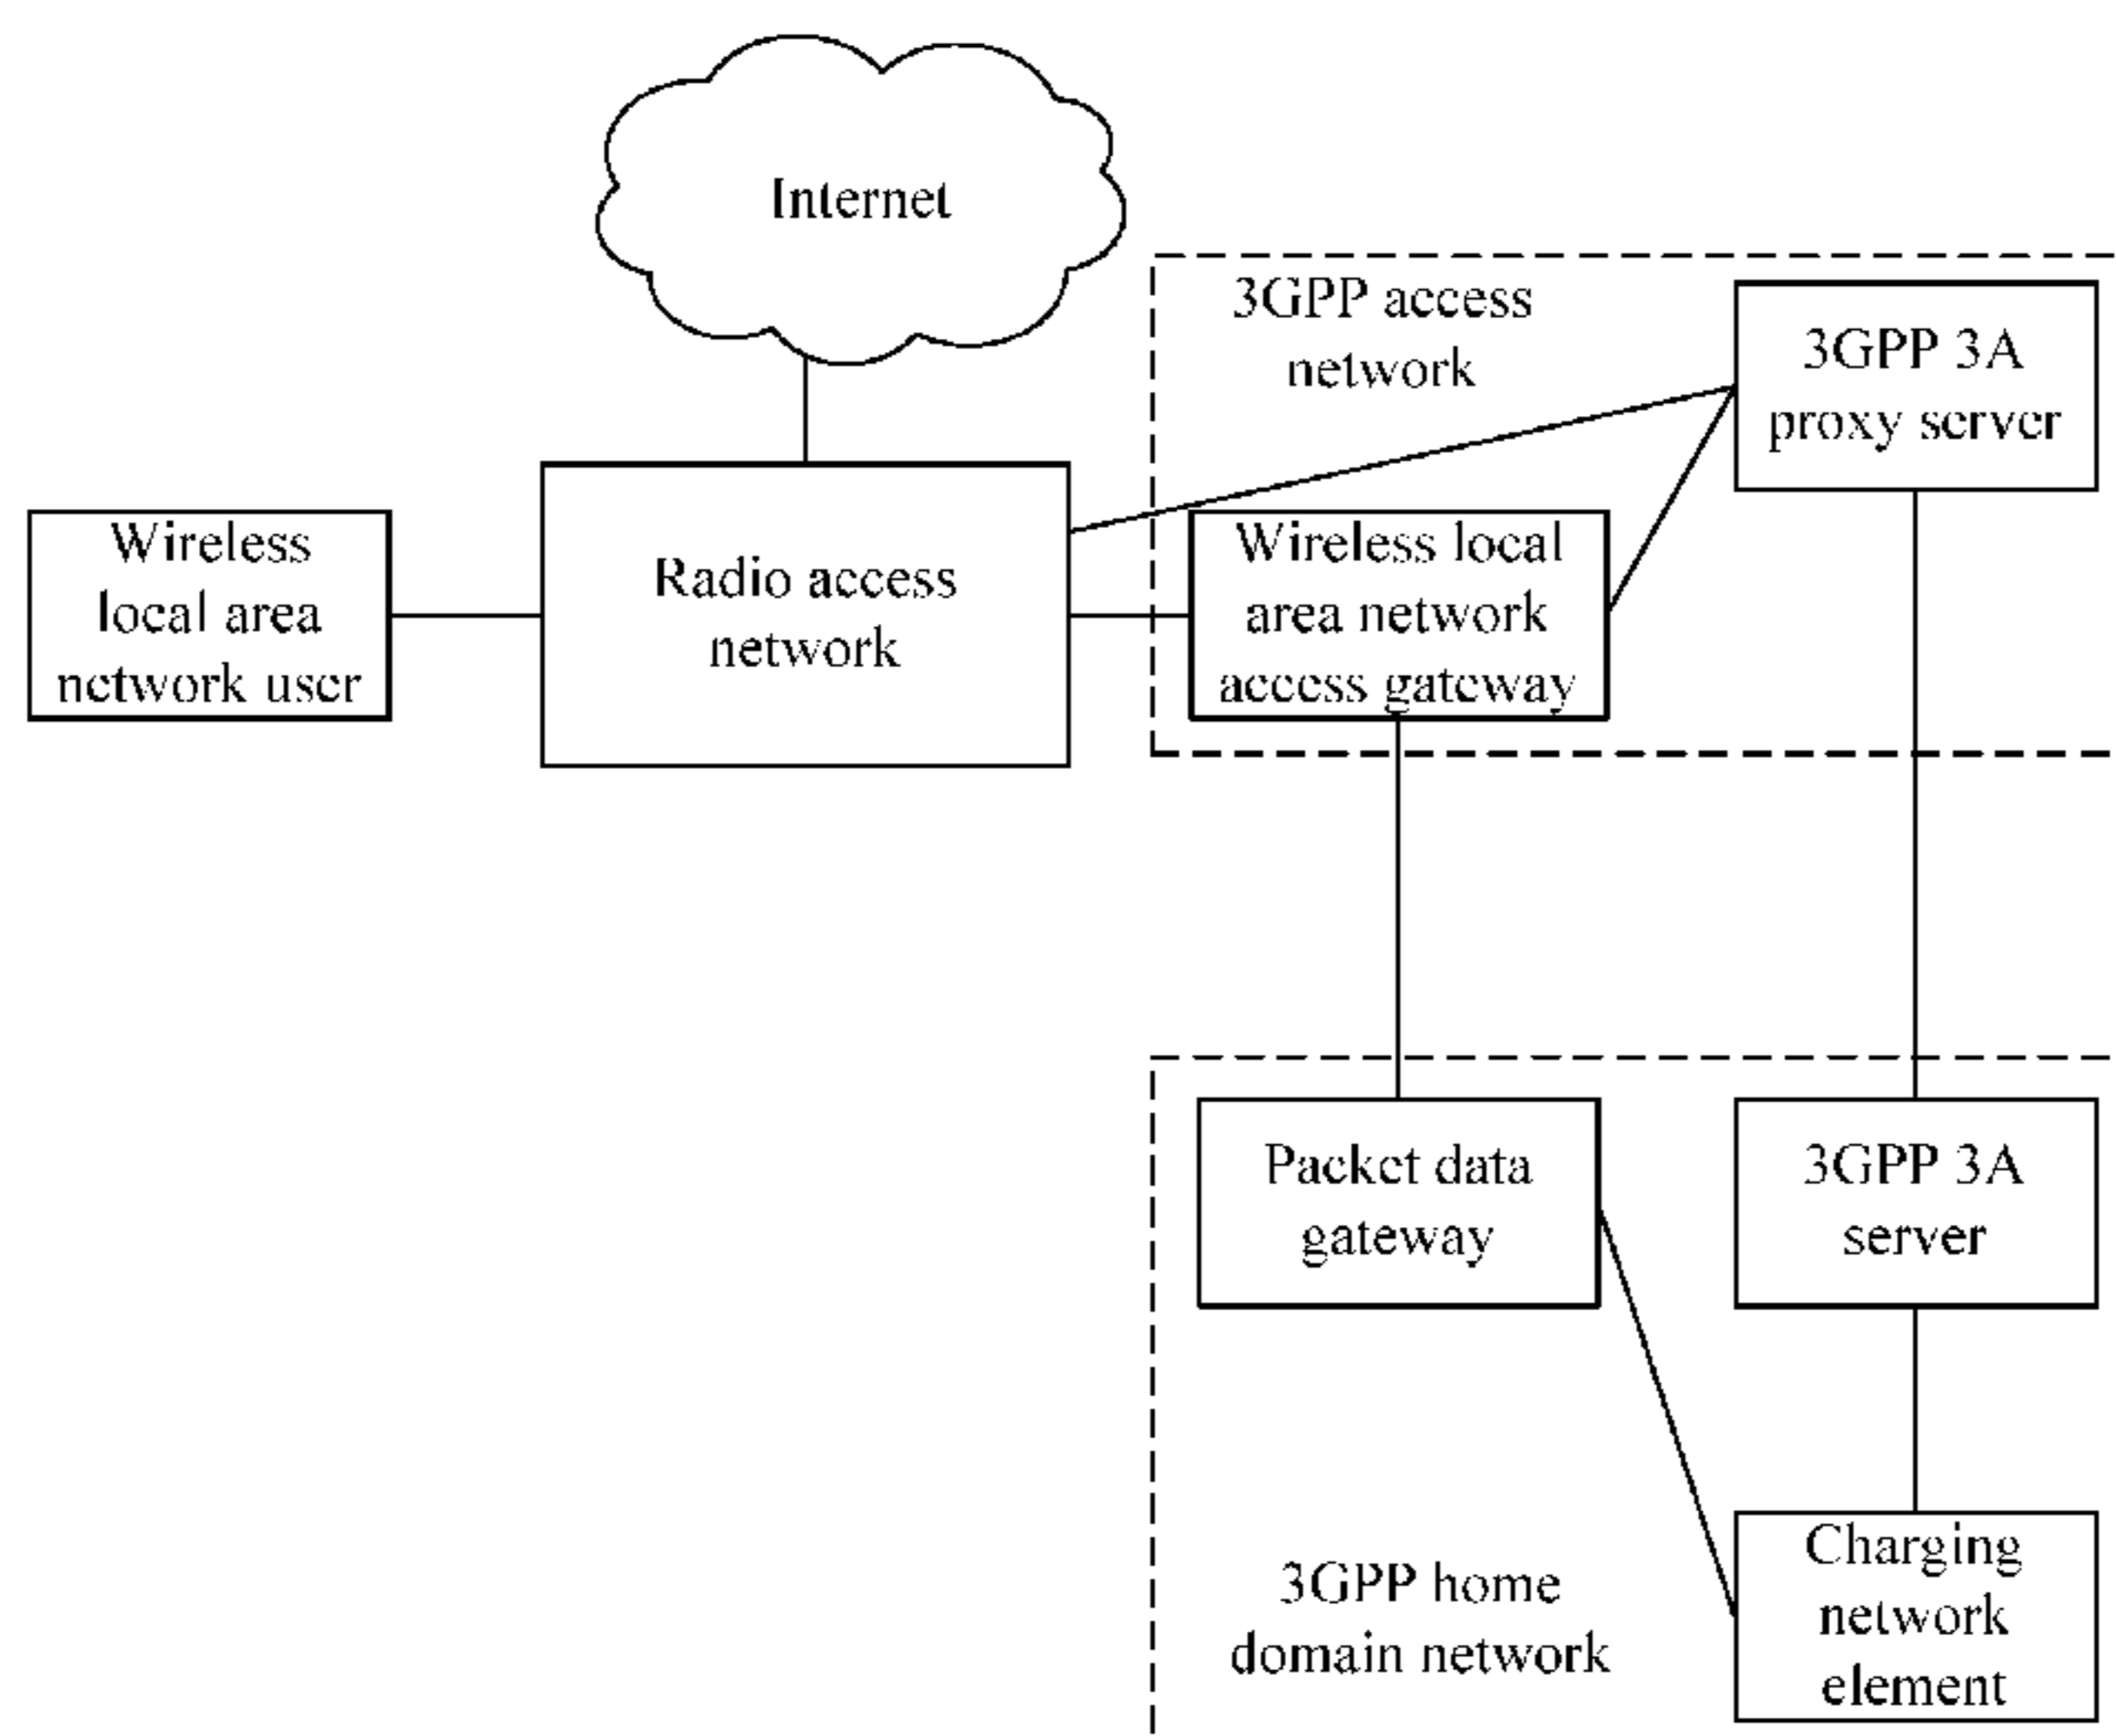 Internet
3GPP access
network
3GPP 3A
proxy server
Wireless
local area
network user
Radio access
network
Wireless local
area network
access gateway
Packet data
gateway
3GPP 3A
server
3GPP home
domain network
Charging
network
element